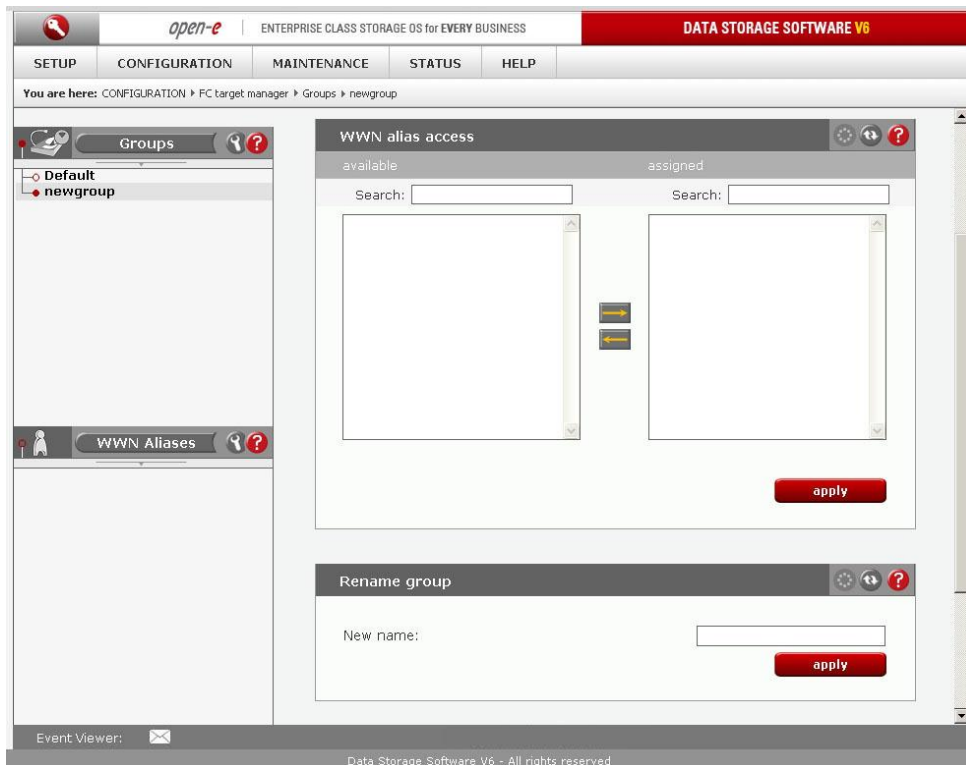 open-e | ENTERPRISE CLASS STORAGE OS for EVERY BUSINESS
DATA STORAGE SOFTWARE V6
SETUP CONFIGURATION MAINTENANCE STATUS HELP
You are here: CONFIGURATION ▸ FC target manager ▸ Groups ▸ newgroup
Groups ?
Default
newgroup
WWN Aliases ?
WWN alias access ?
available assigned
Search: Search:
apply
Rename group ?
New name:
apply
Event Viewer:
Data Storage Software V6 - All rights reserved